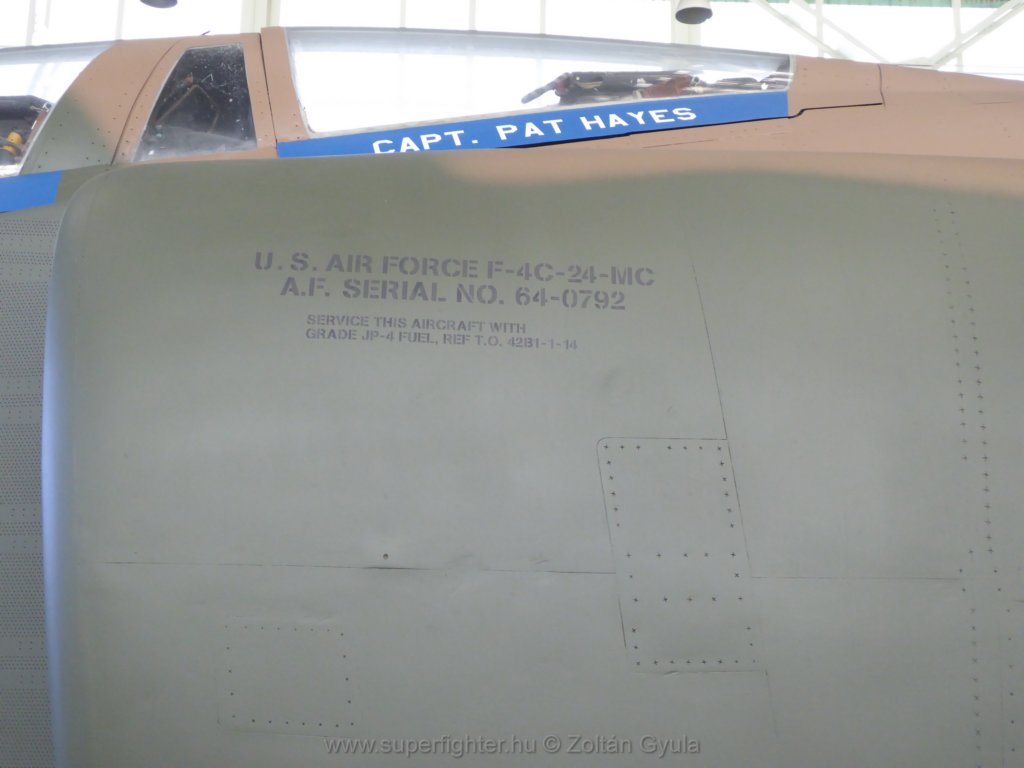 CAPT. PAT HAYES
U. S. AIR FORCE F-4C-24-MC
A.F. SERIAL NO. 64-0792
SERVICE THIS AIRCRAFT WITH
GRADE JP-4 FUEL, REF T.O. 42B1-1-14
www.superfighter.hu © Zoltán Gyula